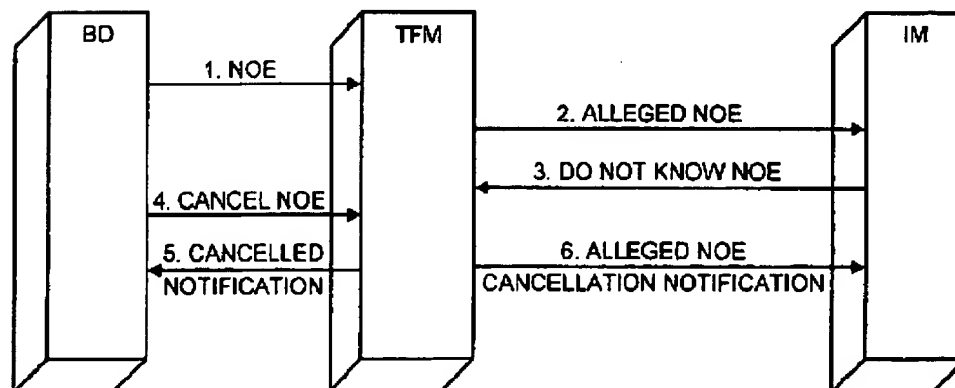 BD
TFM
IM
1. NOE
2. ALLEGED NOE
3. DO NOT KNOW NOE
4. CANCEL NOE
5. CANCELLED
NOTIFICATION
6. ALLEGED NOE
CANCELLATION NOTIFICATION